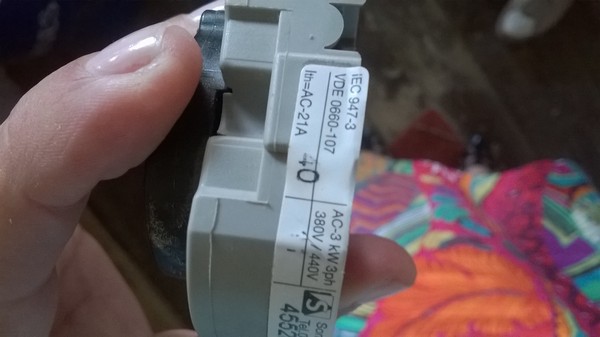 IEC 947-3
VDE 0660-107
Ith=AC-21A 40
AC-3 kW 3ph
380V / 440V
S